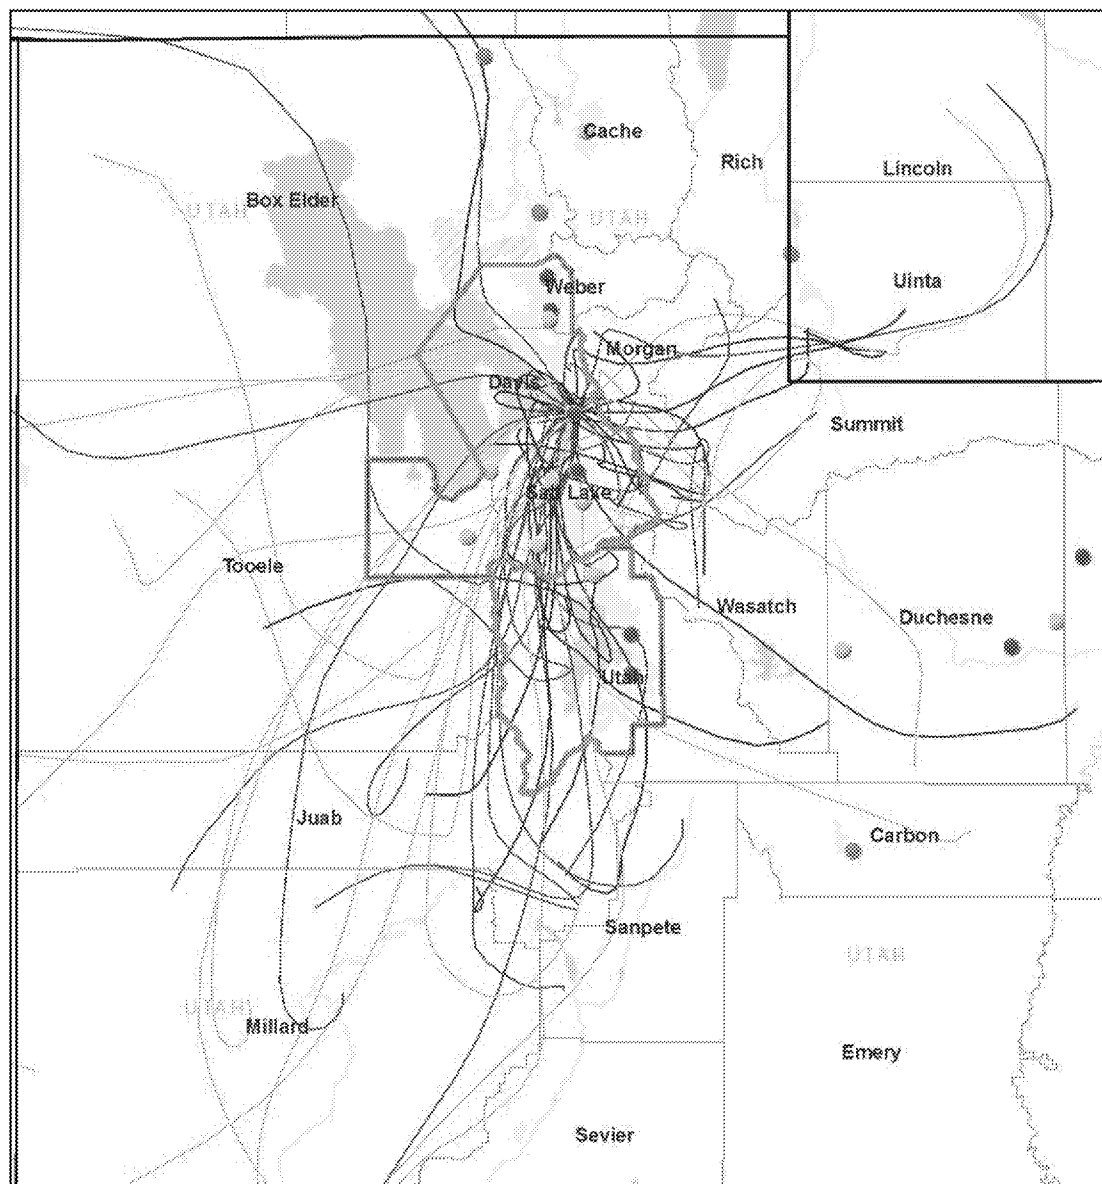 Cache
Rich
Lincoln
Box Elder
UTAH
UTAH
Uinta
Weber
Morgan
Davis
Summit
Salt Lake
Tooele
Wasatch
Duchesne
Utah
Juab
Carbon
Sanpete
UTAH
UTAH
Millard
Emery
Sevier